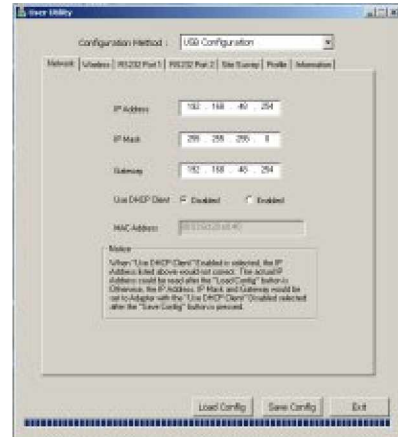 User Utility
Configuration Method : USB Configuration
Network Wireless RS232 Port 1 RS232 Port 2 Site Survey Profile Information
IP Address 192 . 168 . 48 . 254
IP Mask 255 . 255 . 255 . 0
Gateway 192 . 168 . 48 . 254
Use DHCP Client Disabled Enabled
MAC Address
Notice
When "Use DHCP Client" Enabled is selected, the IP
Address listed above would not correct. The actual IP
Address could be read after the "Load Config" button is
Otherwise, the IP Address, IP Mask and Gateway would be
set to Adapter with the "Use DHCP Client" Disabled selected
after the "Save Config" button is pressed.
Load Config Save Config Exit